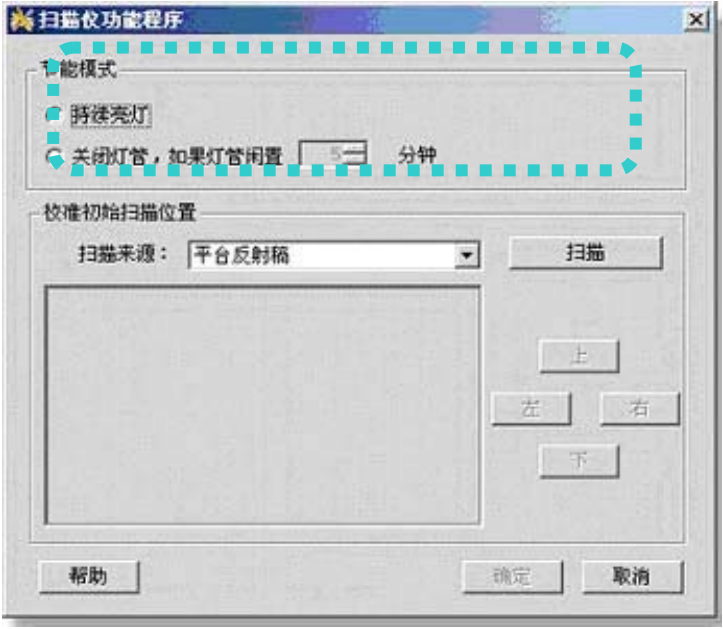 扫描仪功能程序
节能模式
持续亮灯
关闭灯管，如果灯管闲置 5 分钟
校准初始扫描位置
扫描来源： 平台反射稿 扫描
上
左 右
下
帮助 确定 取消